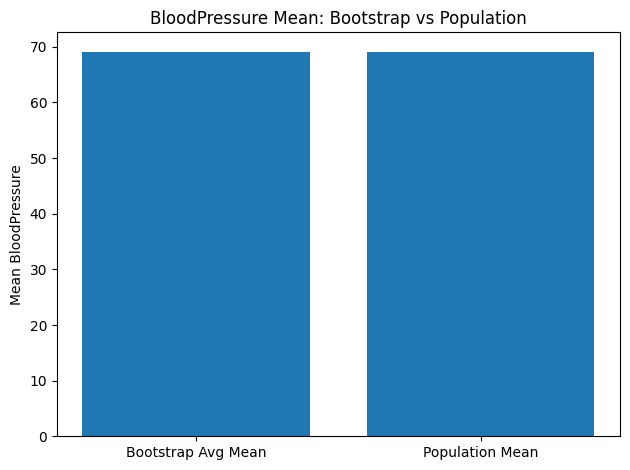 BloodPressure Mean: Bootstrap vs Population
70
60
50
40
30
20
10
0
Mean BloodPressure
Bootstrap Avg Mean
Population Mean